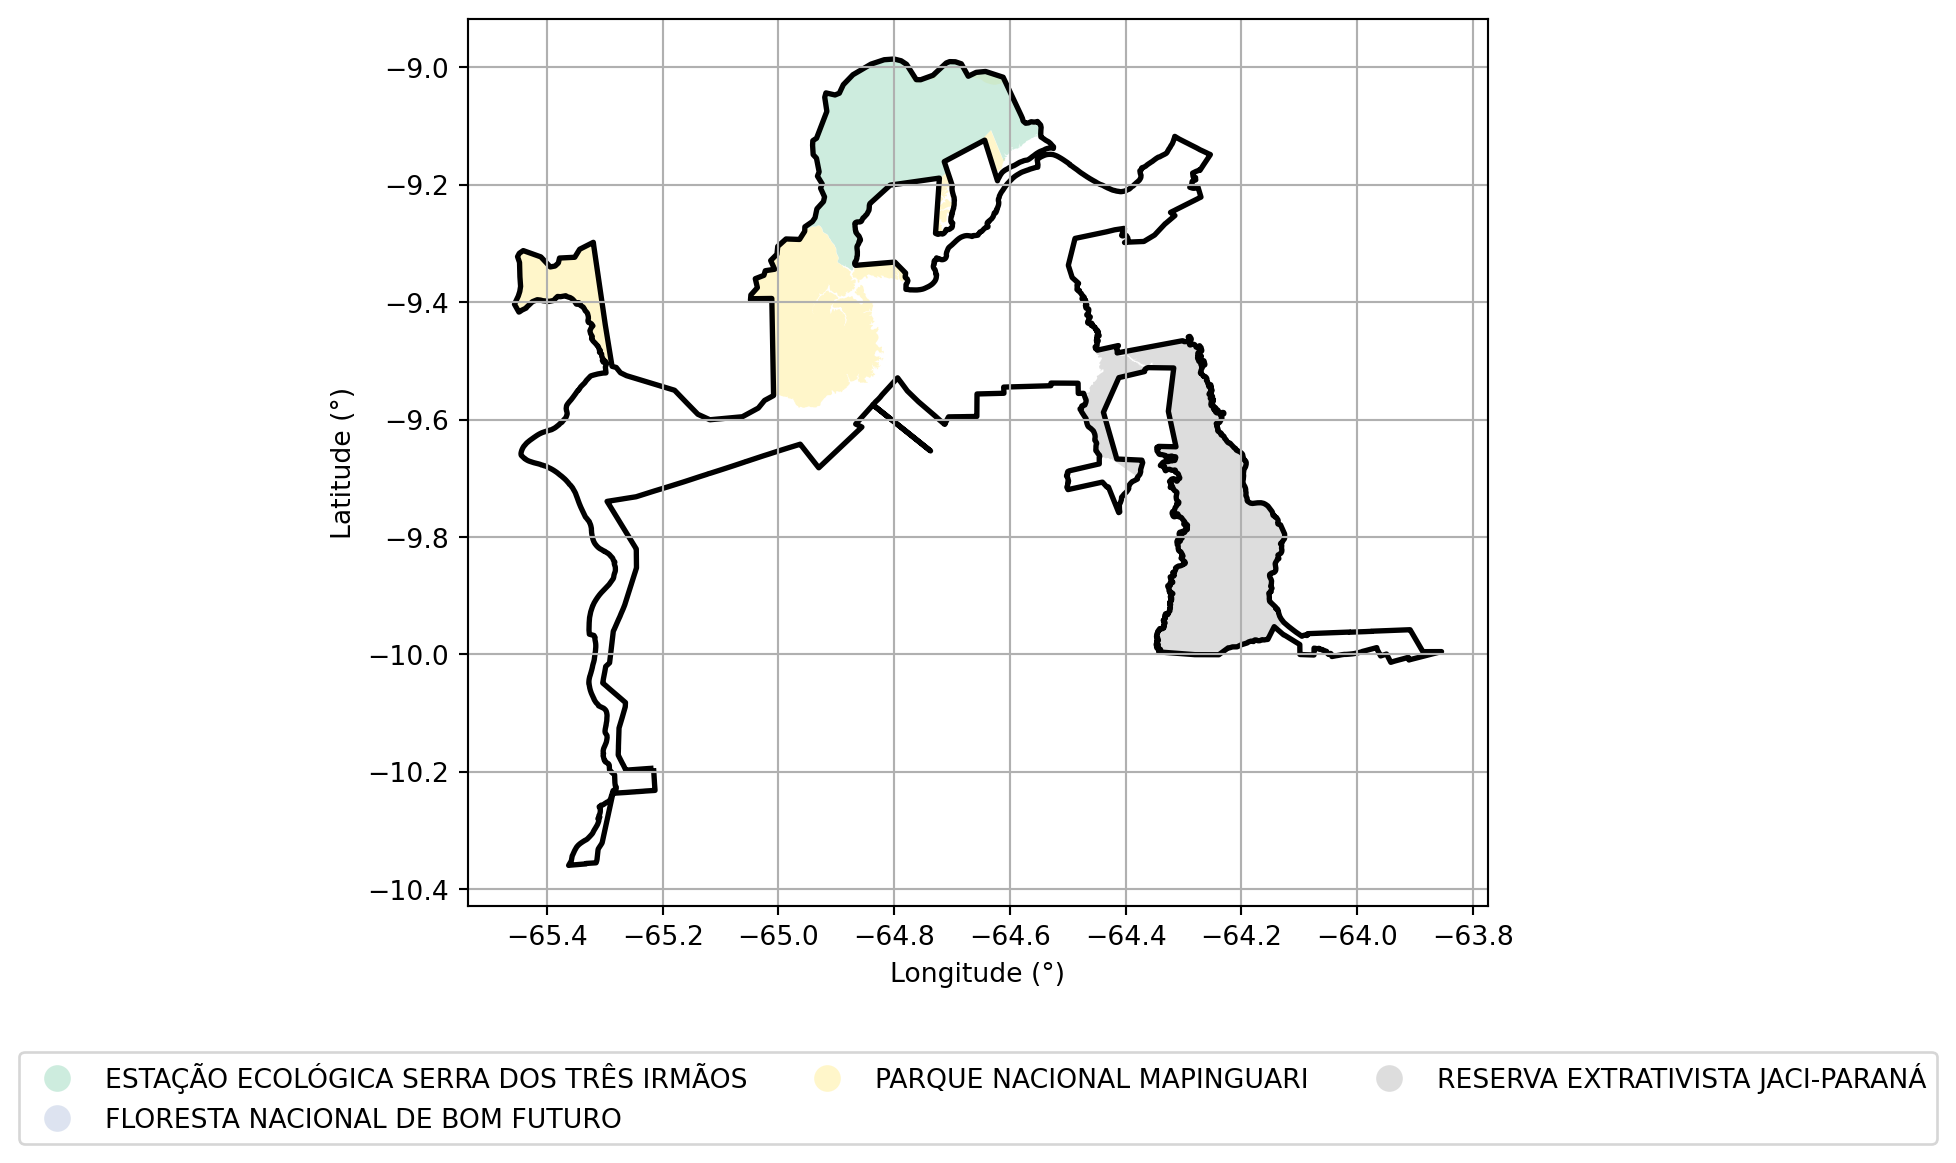 −9.0
−9.2
−9.4
−9.6
−9.8
−10.0
−10.2
−10.4
Latitude (°)
−65.4 −65.2 −65.0 −64.8 −64.6 −64.4 −64.2 −64.0 −63.8
Longitude (°)
ESTAÇÃO ECOLÓGICA SERRA DOS TRÊS IRMÃOS PARQUE NACIONAL MAPINGUARI RESERVA EXTRATIVISTA JACI-PARANÁ
FLORESTA NACIONAL DE BOM FUTURO